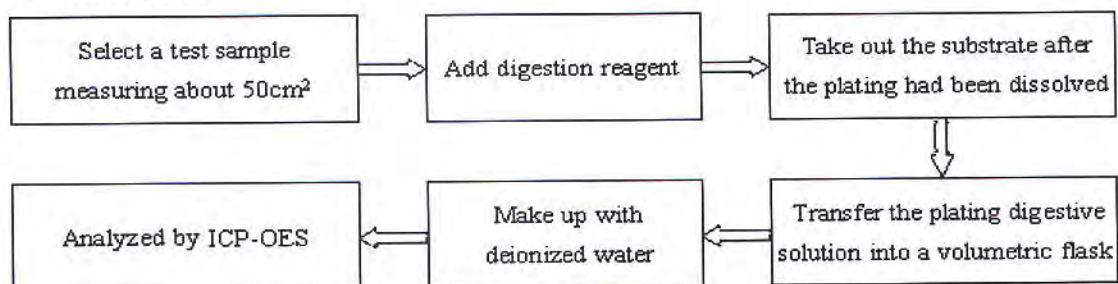 Select a test sample
measuring about 50cm²
Add digestion reagent
Take out the substrate after
the plating had been dissolved
Transfer the plating digestive
solution into a volumetric flask
Make up with
deionized water
Analyzed by ICP-OES